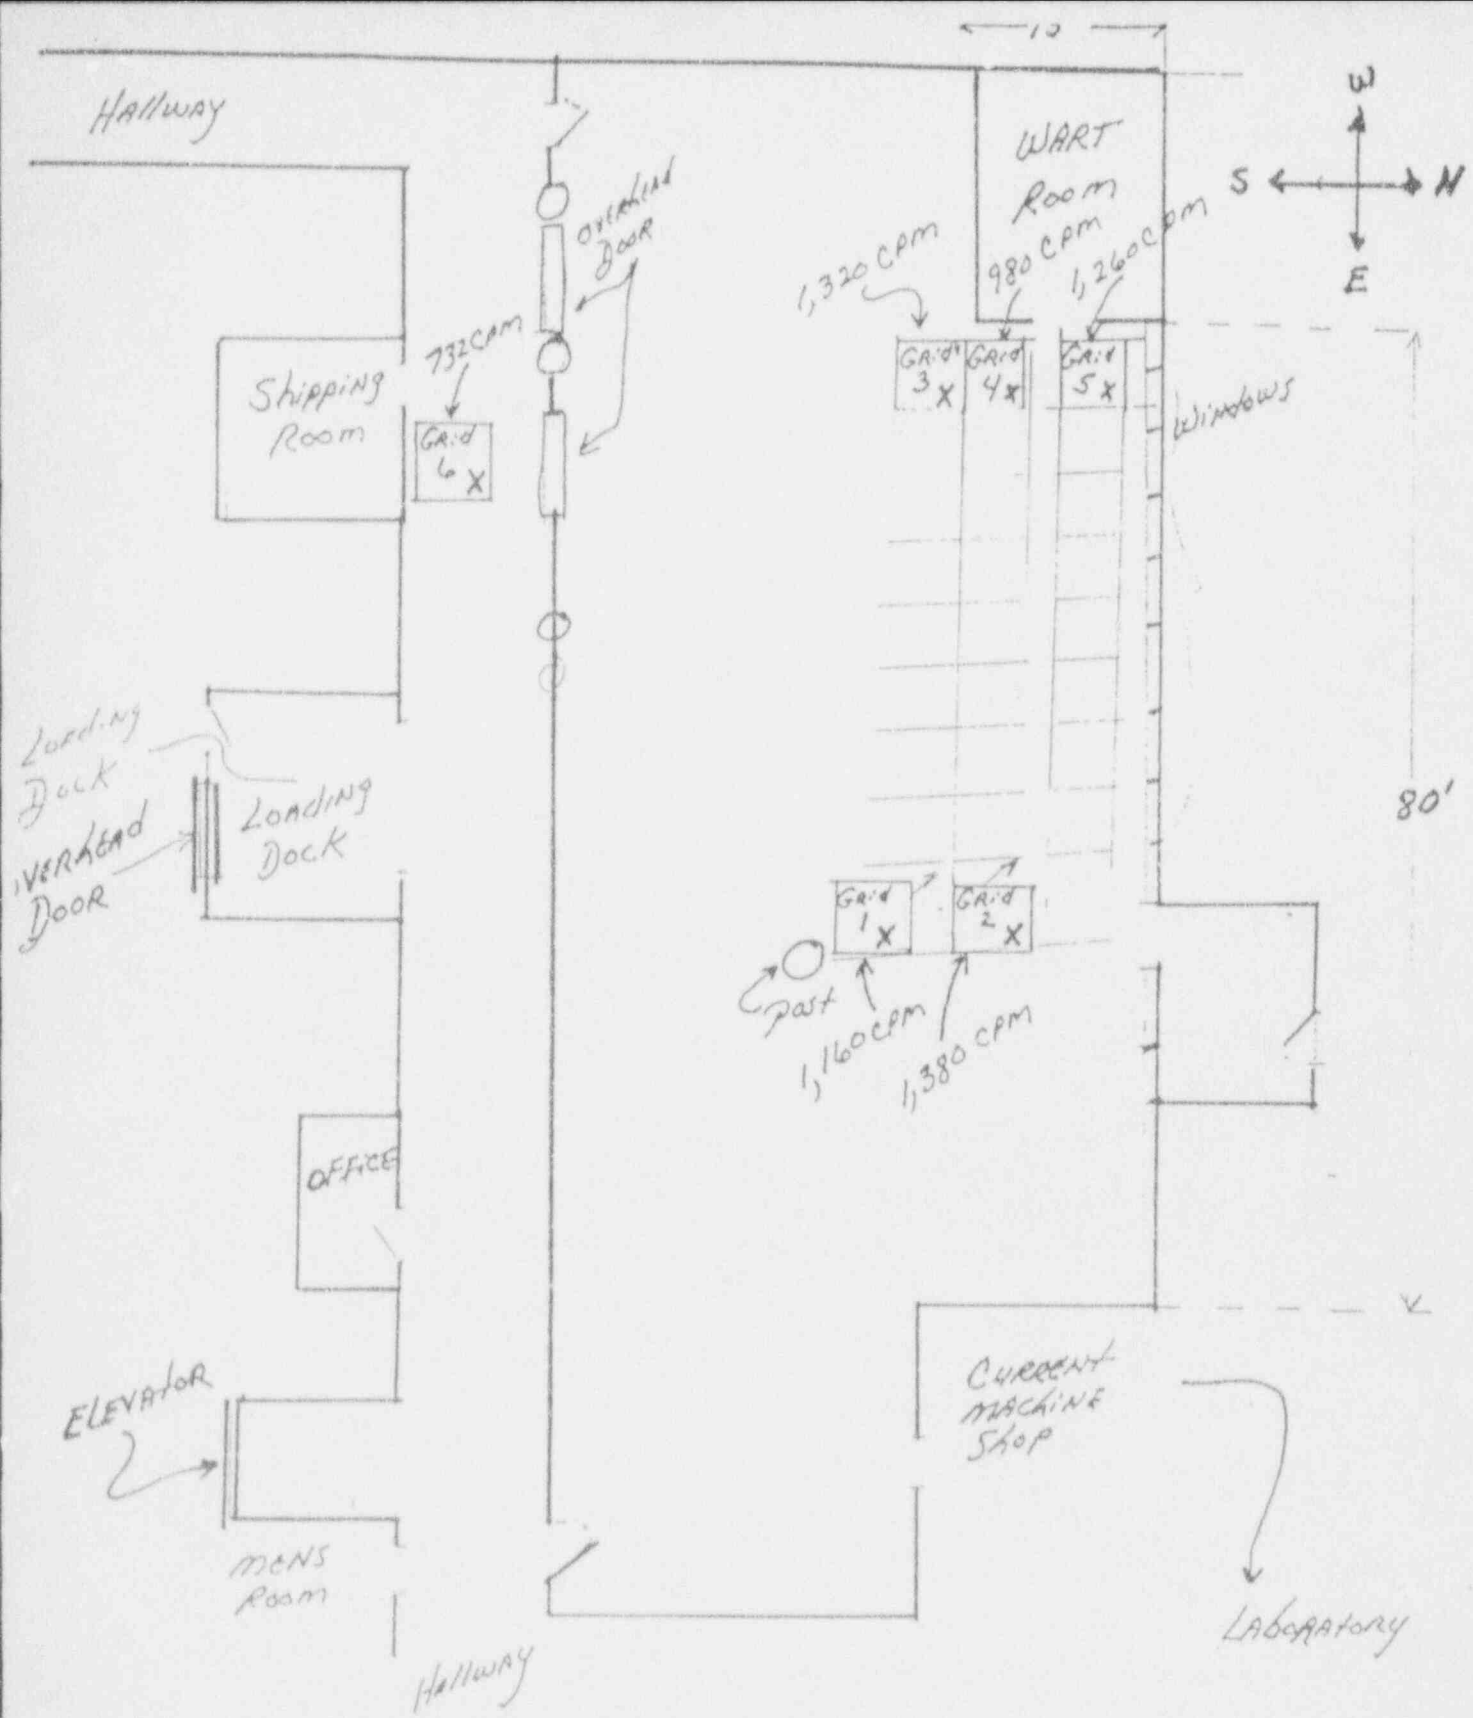 10
Hallway
W
S
N
E
WART
Room
OVERHEAD
DOOR
1,320 CPM
980 CPM
1,260 CPM
732 CPM
Shipping
Room
GRid
3 X
GRid
4 X
GRid
5 X
Windows
GRid
6 X
Loading
Dock
Loading
Dock
OVERHEAD
DOOR
80'
GRid
1 X
GRid
2 X
Post
1,160 CPM
1,380 CPM
OFFiCE
CURRENT
MAChiNE
Shop
ELEVAtoR
MENS
Room
Hallway
LAboRAtoRy